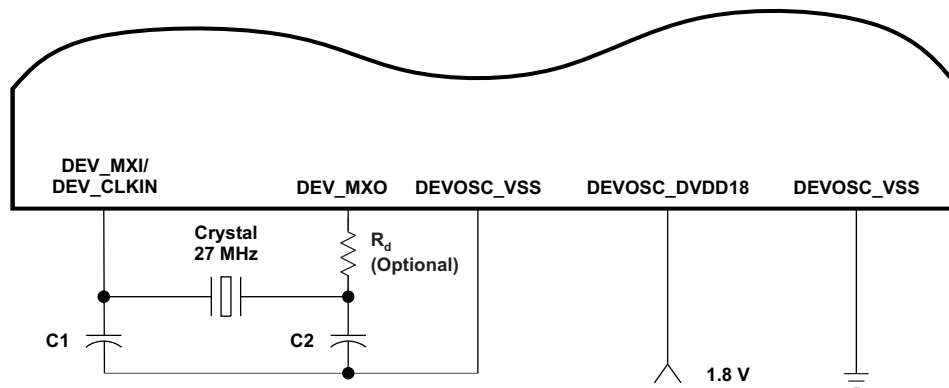 DEV_MXI/
DEV_CLKIN
DEV_MXO
DEVOSC_VSS
DEVOSC_DVDD18
DEVOSC_VSS
Crystal
27 MHz
Rd
(Optional)
C1
C2
1.8 V